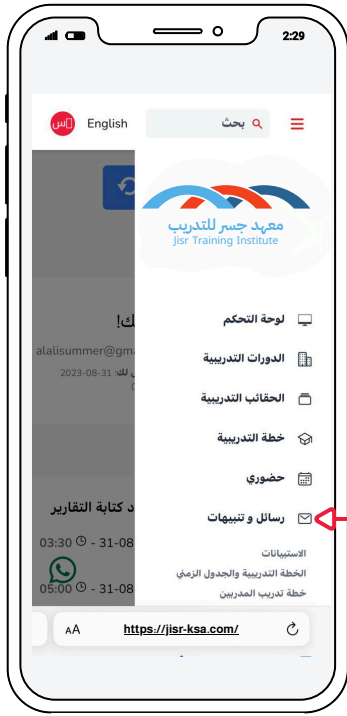 2:29
بحث
English
س
معهد جسر للتدريب
Jisr Training Institute
لوحة التحكم
الدورات التدريبية
الحقائب التدريبية
خطة التدريبية
حضوري
رسائل و تنبيهات
الاستبيانات
الخطة التدريبية والجدول الزمني
خطة تدريب المدربين
ك!
alalisummer@gma
ل لك: 31-08-2023
د كتابة التقارير
03:30 - 31-08
05:00 - 31-08
AA
https://jisr-ksa.com/